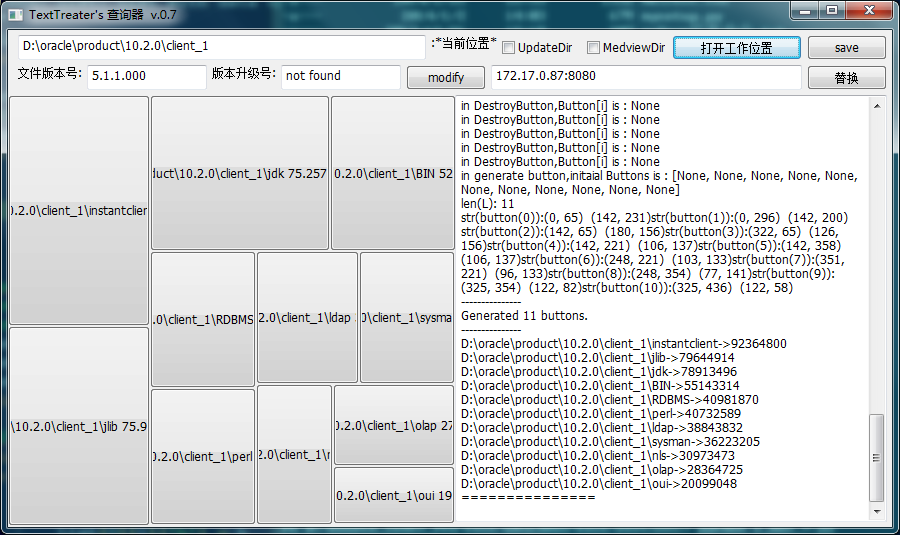 TextTreater's 查询器 v.0.7
D:\oracle\product\10.2.0\client_1
:*当前位置*
UpdateDir
MedviewDir
打开工作位置
save
文件版本号:
5.1.1.000
版本升级号:
not found
modify
172.17.0.87:8080
替换
0.2.0\client_1\instantclien
duct\10.2.0\client_1\jdk 75.257
0.2.0\client_1\BIN 52
.0\client_1\RDBMS
2.0\client_1\ldap
0\client_1\sysma
\10.2.0\client_1\jlib 75.9
0.2.0\client_1\perl
2.0\client_1\n
0.2.0\client_1\olap 27
0.2.0\client_1\oui 19
in DestroyButton,Button[i] is : None
in DestroyButton,Button[i] is : None
in DestroyButton,Button[i] is : None
in DestroyButton,Button[i] is : None
in DestroyButton,Button[i] is : None
in generate button,initaial Buttons is : [None, None, None, None, None,
None, None, None, None, None, None]
len(L): 11
str(button(0)):(0, 65) (142, 231)str(button(1)):(0, 296) (142, 200)
str(button(2)):(142, 65) (180, 156)str(button(3)):(322, 65) (126,
156)str(button(4)):(142, 221) (106, 137)str(button(5)):(142, 358)
(106, 137)str(button(6)):(248, 221) (103, 133)str(button(7)):(351,
221) (96, 133)str(button(8)):(248, 354) (77, 141)str(button(9)):
(325, 354) (122, 82)str(button(10)):(325, 436) (122, 58)
---------------
Generated 11 buttons.
---------------
D:\oracle\product\10.2.0\client_1\instantclient->92364800
D:\oracle\product\10.2.0\client_1\jlib->79644914
D:\oracle\product\10.2.0\client_1\jdk->78913496
D:\oracle\product\10.2.0\client_1\BIN->55143314
D:\oracle\product\10.2.0\client_1\RDBMS->40981870
D:\oracle\product\10.2.0\client_1\perl->40732589
D:\oracle\product\10.2.0\client_1\ldap->38843832
D:\oracle\product\10.2.0\client_1\sysman->36223205
D:\oracle\product\10.2.0\client_1\nls->30973473
D:\oracle\product\10.2.0\client_1\olap->28364725
D:\oracle\product\10.2.0\client_1\oui->20099048
===============